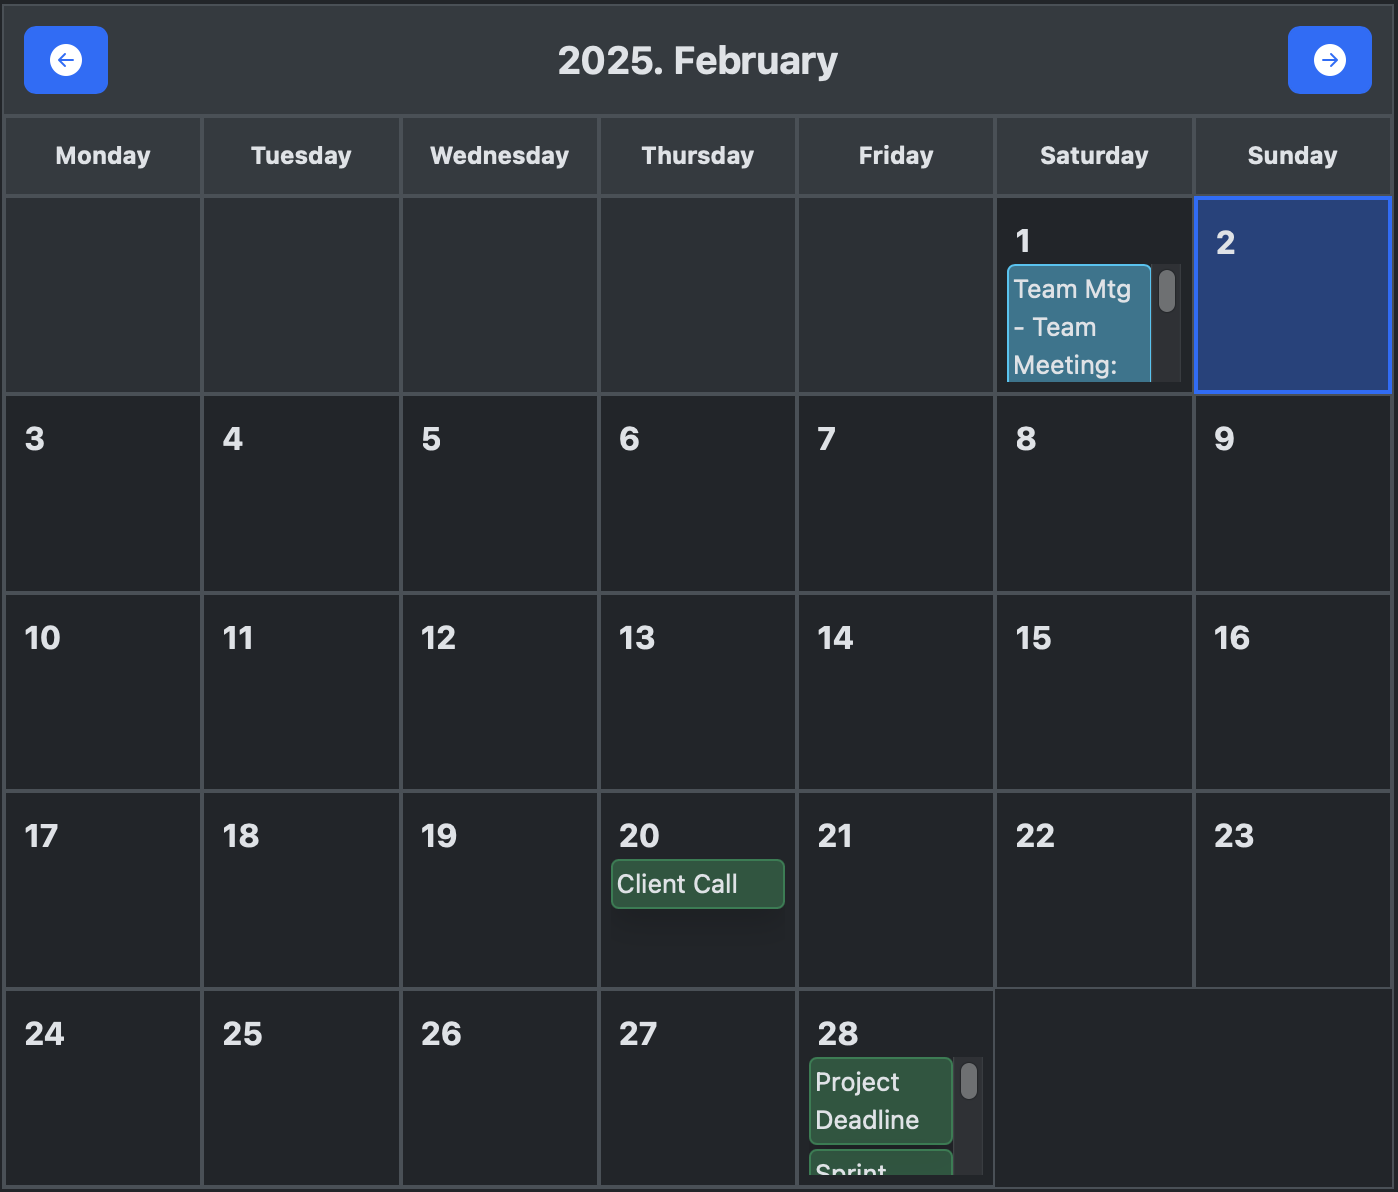 2025. February
Monday Tuesday Wednesday Thursday Friday Saturday Sunday
1 2
Team Mtg
- Team
Meeting:
3 4 5 6 7 8 9
10 11 12 13 14 15 16
17 18 19 20 21 22 23
Client Call
24 25 26 27 28
Project
Deadline
Sprint